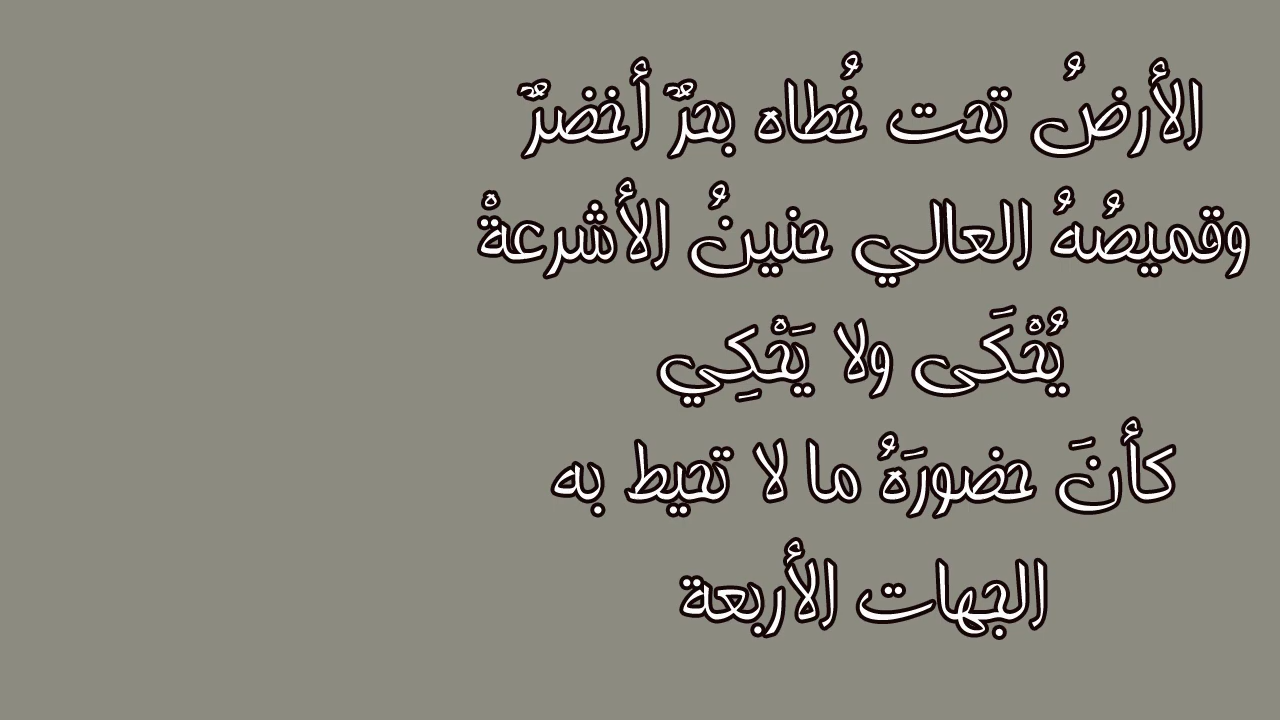 الأرضُ تحت خُطاه بحرٌ أخضرٌ
وقميصُهُ العالي حنينُ الأشرعةْ
يُحْكَى ولا يَحْكِي
كأنَ حضورَهُ ما لا تحيط به
الجهات الأربعة